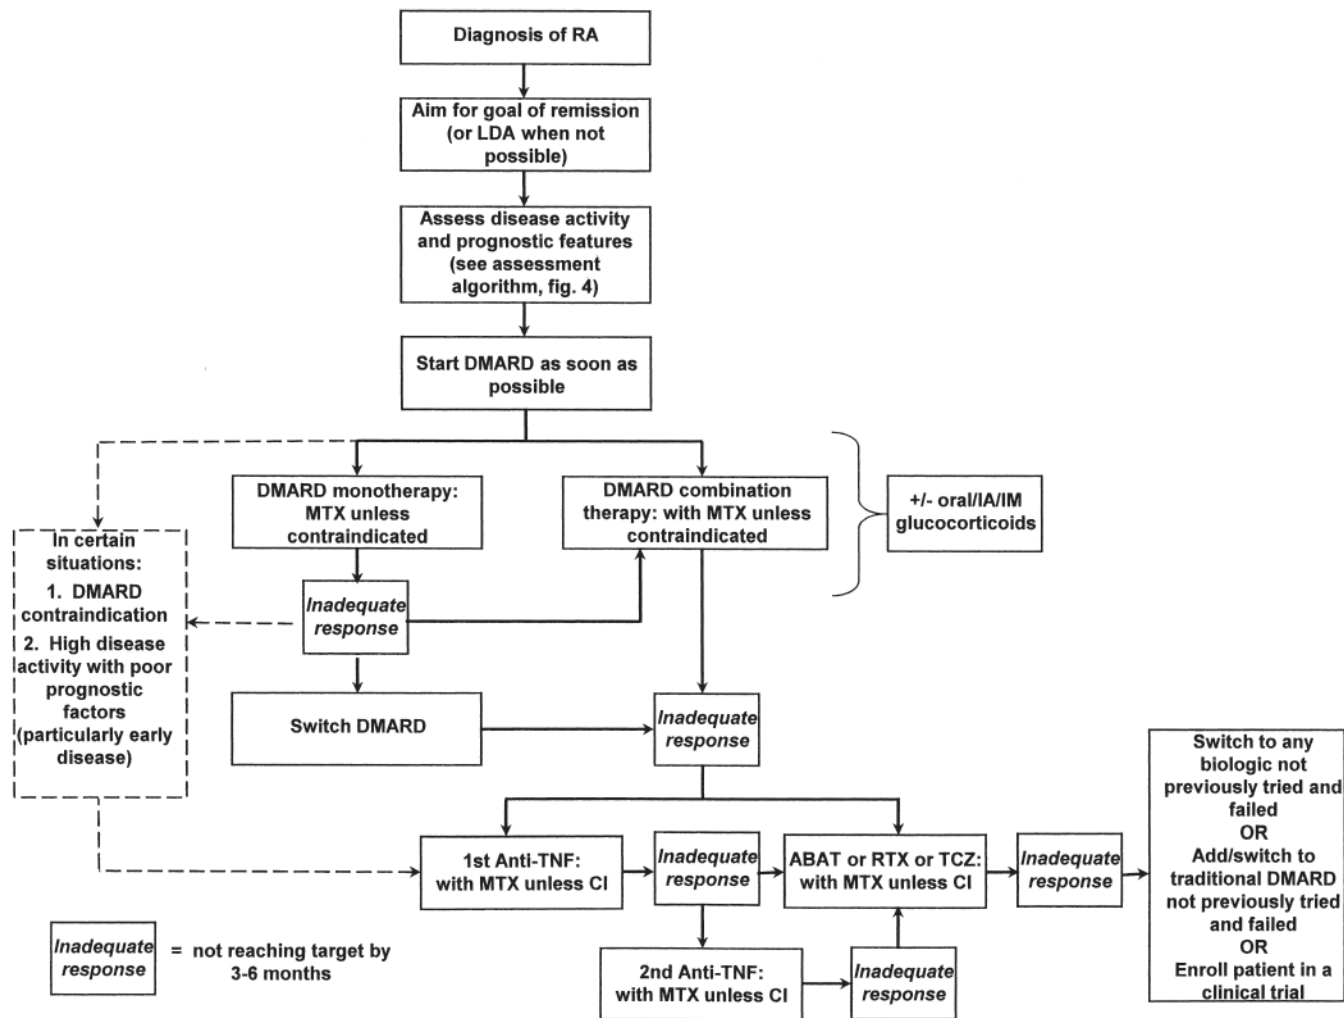 Diagnosis of RA
Aim for goal of remission
(or LDA when not
possible)
Assess disease activity
and prognostic features
(see assessment
algorithm, fig. 4)
Start DMARD as soon as
possible
DMARD monotherapy:
MTX unless
contraindicated
DMARD combination
therapy: with MTX unless
contraindicated
+/- oral/IA/IM
glucocorticoids
In certain
situations:
1. DMARD
contraindication
2. High disease
activity with poor
prognostic
factors
(particularly early
disease)
Inadequate
response
Switch DMARD
Inadequate
response
1st Anti-TNF:
with MTX unless CI
Inadequate
response
ABAT or RTX or TCZ:
with MTX unless CI
Inadequate
response
Switch to any
biologic not
previously tried and
failed
OR
Add/switch to
traditional DMARD
not previously tried
and failed
OR
Enroll patient in a
clinical trial
2nd Anti-TNF:
with MTX unless CI
Inadequate
response
Inadequate
response
= not reaching target by
3-6 months